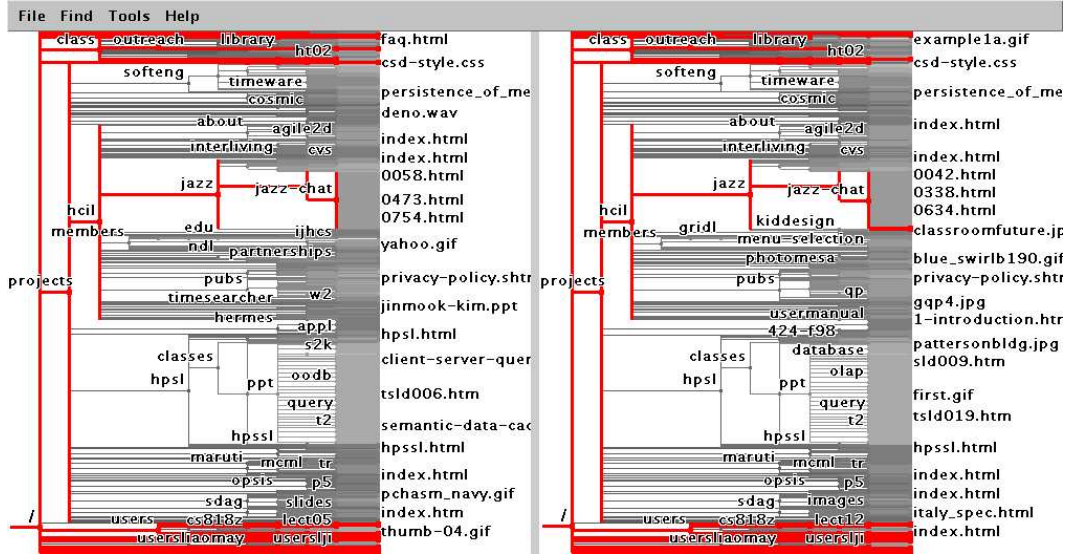 File Find Tools Help
class outreach library faq.html
ht02
csd-style.css
softeng
timeware
persistence_of_me
cosmic
deno.wav
about
agile2d
index.html
interliving cvs
index.html
0058.html
jazz jazz-chat
0473.html
hcil
0754.html
members edu ijhcs
ndl yahoo.gif
partnerships
projects pubs privacy-policy.shtr
timesearcher w2
jinmook-kim.ppt
hermes
appl
hpsl.html
s2k
classes client-server-quer
hpsl ppt oodb
tsld006.htm
query
t2
semantic-data-cac
hpssl
hpssl.html
maruti
mcml tr
index.html
opsis p5
pchasm_navy.gif
sdag slides
index.htm
/ users cs818z lect05
thumb-04.gif
usersliaomay userslji
class outreach library example1a.gif
ht02
csd-style.css
softeng
timeware
persistence_of_me
cosmic
about
agile2d
index.html
interliving cvs
index.html
0042.html
jazz jazz-chat
0338.html
hcil
0634.html
kiddesign
members gridl classroomfuture.jp
menu-selection
photomesa blue_swirlb190.gif
projects pubs privacy-policy.shtr
qp
gqp4.jpg
usermanual
1-introduction.htr
424-f98
pattersonbldg.jpg
database
classes sld009.htm
olap
hpsl ppt
first.gif
query
tsld019.htm
t2
hpssl
hpssl.html
maruti
mcml tr
index.html
opsis p5
index.html
sdag images
italy_spec.html
/ users cs818z lect12
index.html
usersliaomay userslji